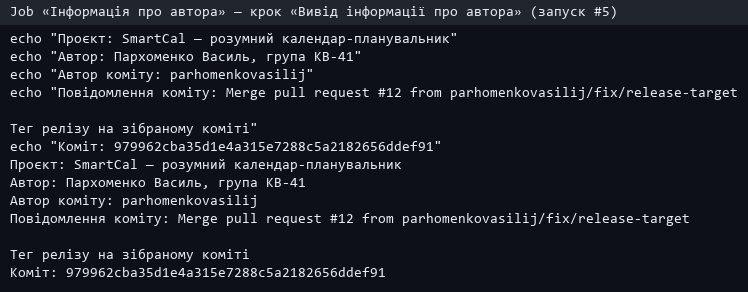 Job «Інформація про автора» — крок «Вивід інформації про автора» (запуск #5)
echo "Проєкт: SmartCal — розумний календар-планувальник"
echo "Автор: Пархоменко Василь, група КВ-41"
echo "Автор коміту: parhomenkovasilij"
echo "Повідомлення коміту: Merge pull request #12 from parhomenkovasilij/fix/release-target
Тег релізу на зібраному коміті"
echo "Коміт: 979962cba35d1e4a315e7288c5a2182656ddef91"
Проєкт: SmartCal — розумний календар-планувальник
Автор: Пархоменко Василь, група КВ-41
Автор коміту: parhomenkovasilij
Повідомлення коміту: Merge pull request #12 from parhomenkovasilij/fix/release-target
Тег релізу на зібраному коміті
Коміт: 979962cba35d1e4a315e7288c5a2182656ddef91